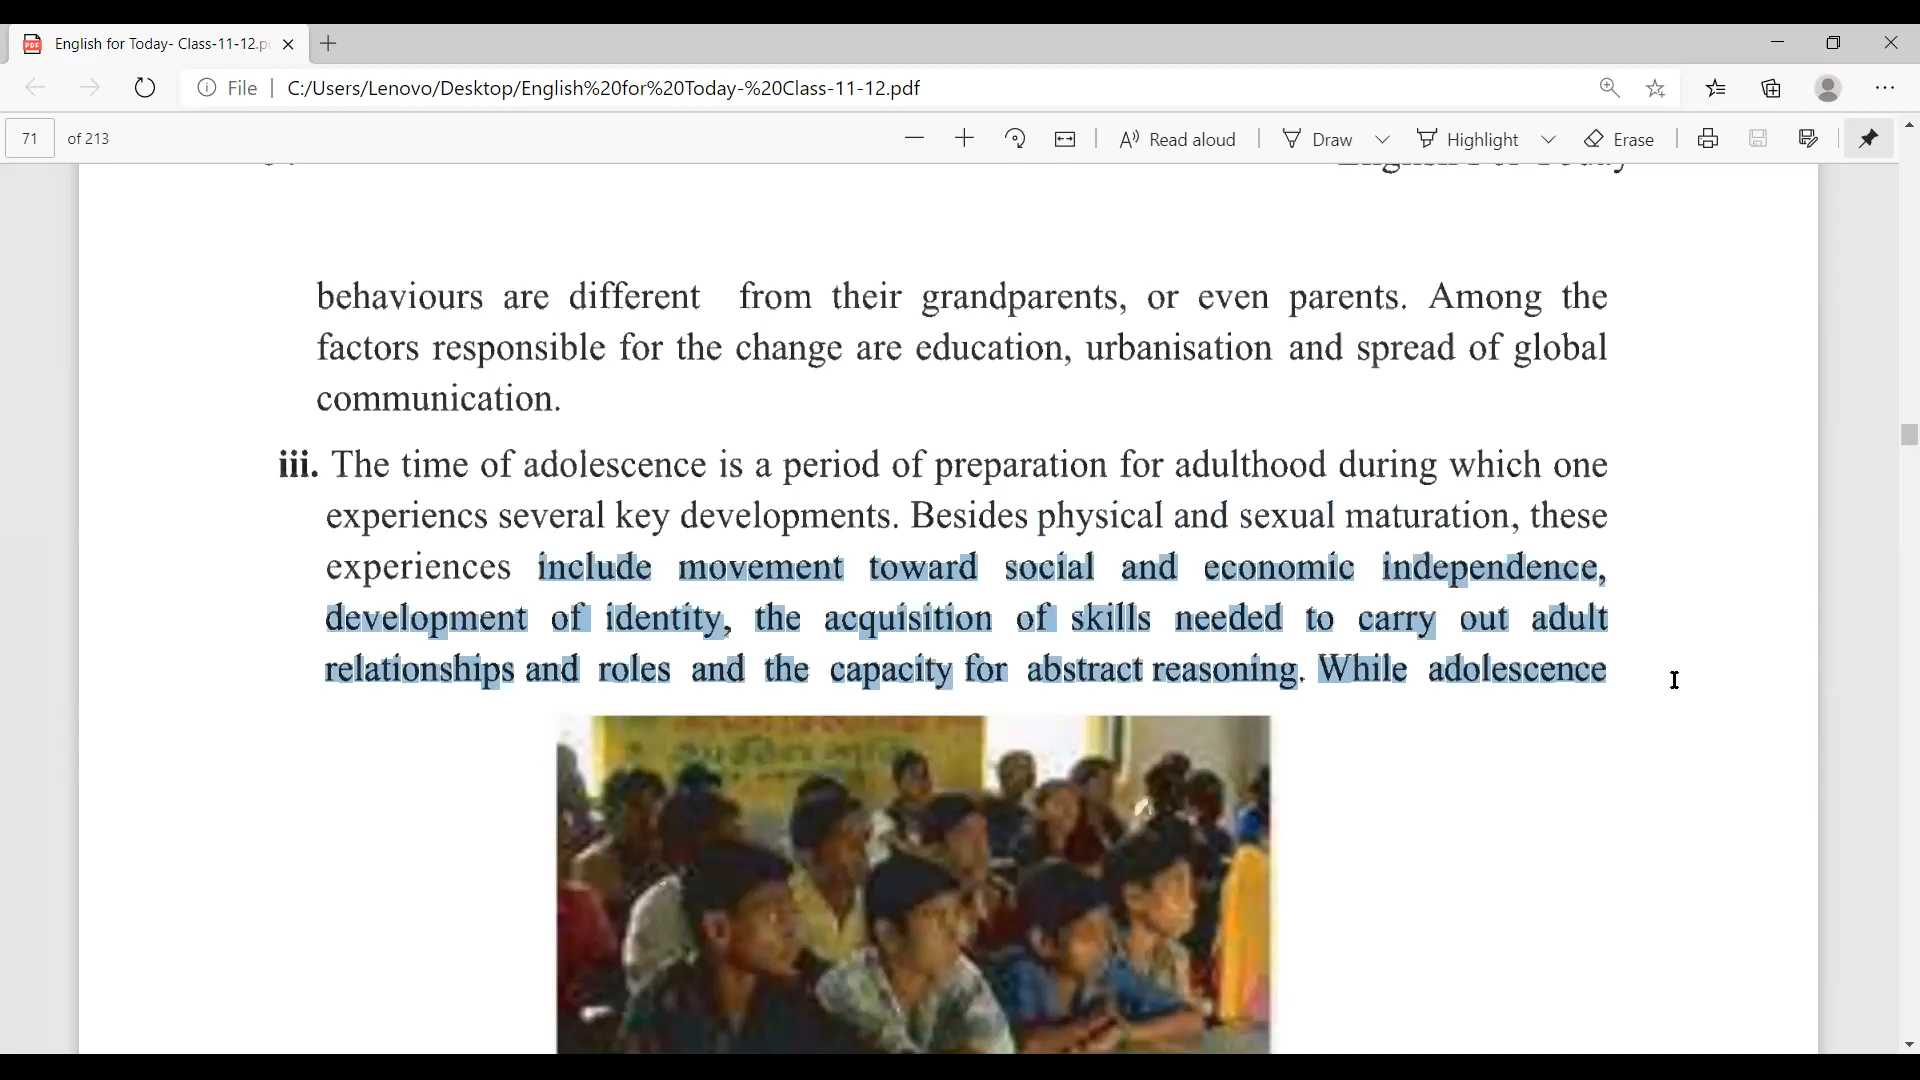 English for Today- Class-11-12.p
File C:/Users/Lenovo/Desktop/English%20for%20Today-%20Class-11-12.pdf
71 of 213 Read aloud Draw Highlight Erase
English For Today
behaviours are different from their grandparents, or even parents. Among the
factors responsible for the change are education, urbanisation and spread of global
communication.
iii. The time of adolescence is a period of preparation for adulthood during which one
experiencs several key developments. Besides physical and sexual maturation, these
experiences include movement toward social and economic independence,
development of identity, the acquisition of skills needed to carry out adult
relationships and roles and the capacity for abstract reasoning. While adolescence